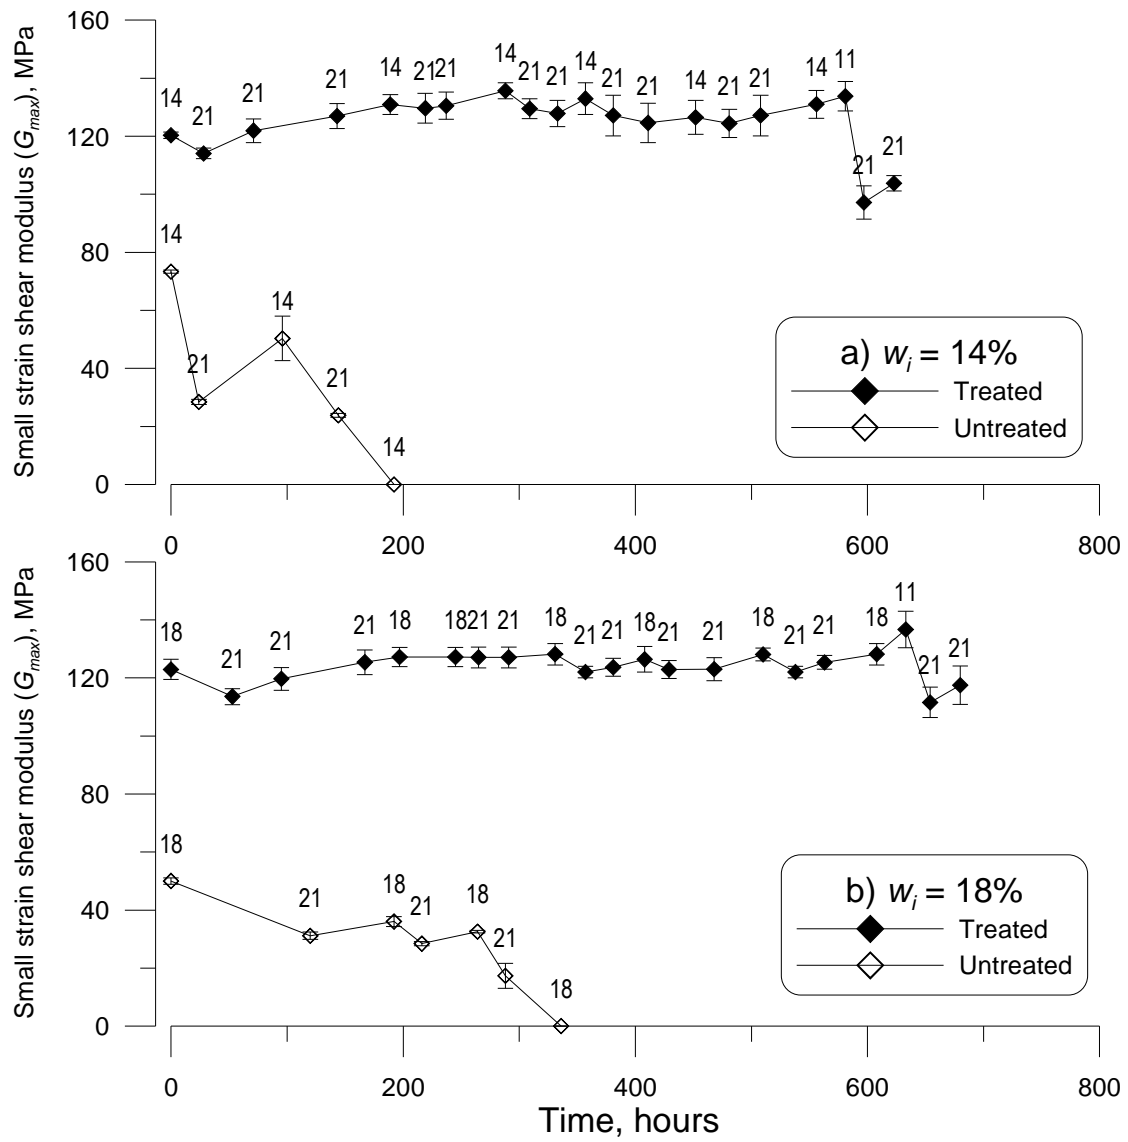 160
120
80
40
0
Small strain shear modulus (Gmax), MPa
14 21 21 21 14 21 21 14 21 21 14 21 21 14 21 21 14 11 21 21
14 21 14 21 14
a) wi = 14%
Treated
Untreated
0 200 400 600 800
160
120
80
40
0
Small strain shear modulus (Gmax), MPa
18 21 21 21 18 18 21 21 18 21 21 18 21 21 18 21 21 18 11 21 21
18 21 18 21 18 21 18
b) wi = 18%
Treated
Untreated
0 200 400 600 800
Time, hours